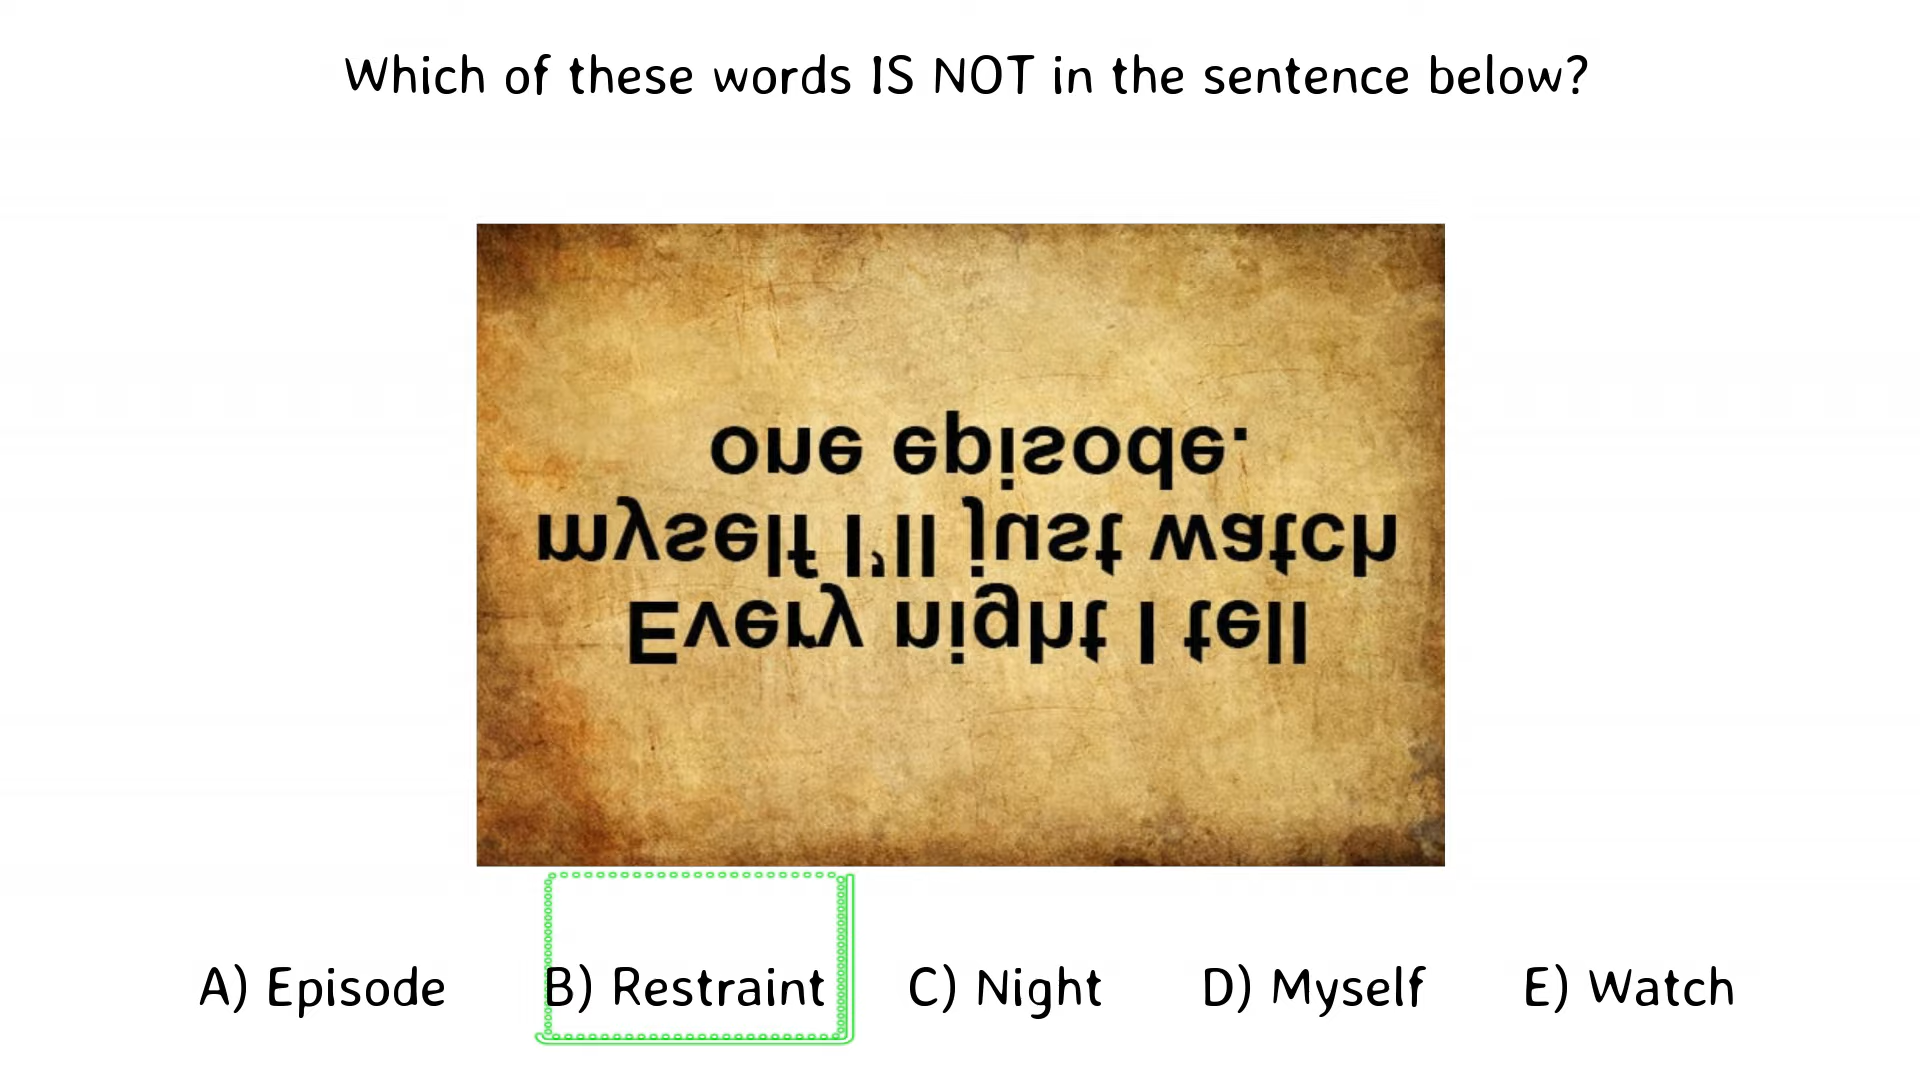 Which of these words IS NOT in the sentence below?
Every night I tell
myself I'll just watch
one episode.
A) Episode B) Restraint C) Night D) Myself E) Watch